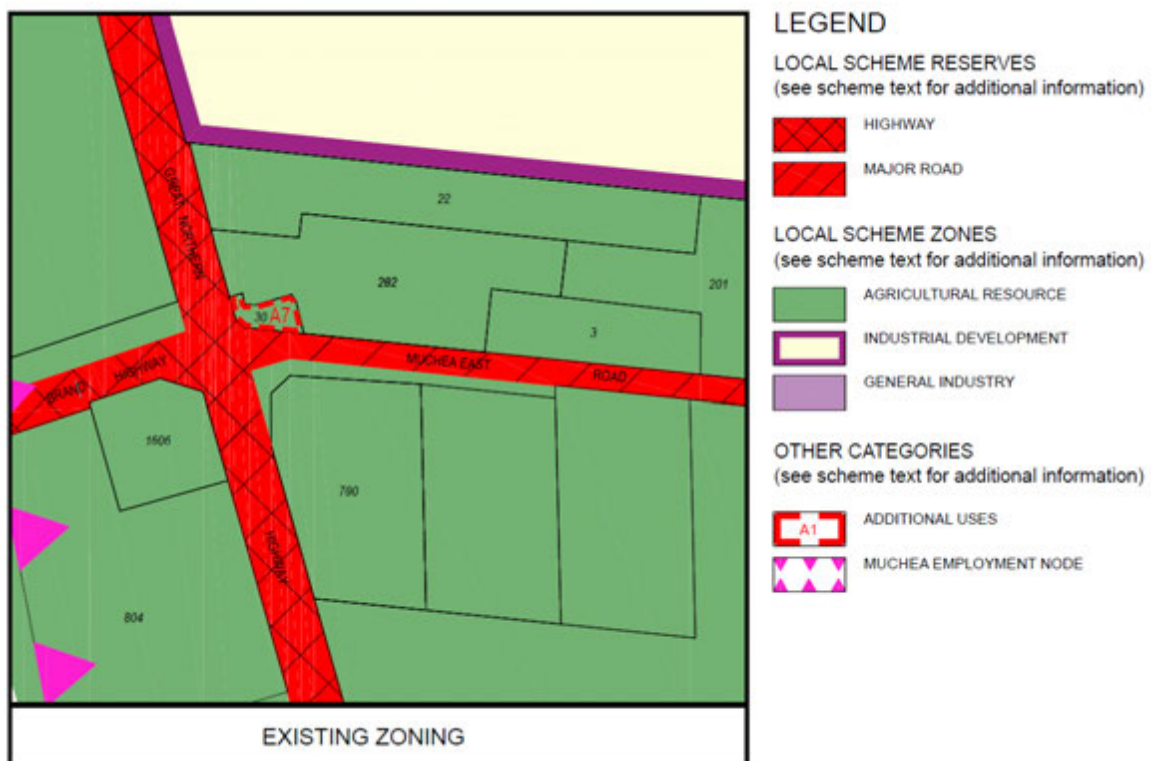 GREAT NORTHERN
22
282
201
30
A7
3
MUCHEA EAST
ROAD
BRAND
HIGHWAY
1606
790
HIGHWAY
804
EXISTING ZONING
LEGEND
LOCAL SCHEME RESERVES
(see scheme text for additional information)
HIGHWAY
MAJOR ROAD
LOCAL SCHEME ZONES
(see scheme text for additional information)
AGRICULTURAL RESOURCE
INDUSTRIAL DEVELOPMENT
GENERAL INDUSTRY
OTHER CATEGORIES
(see scheme text for additional information)
A1
ADDITIONAL USES
MUCHEA EMPLOYMENT NODE